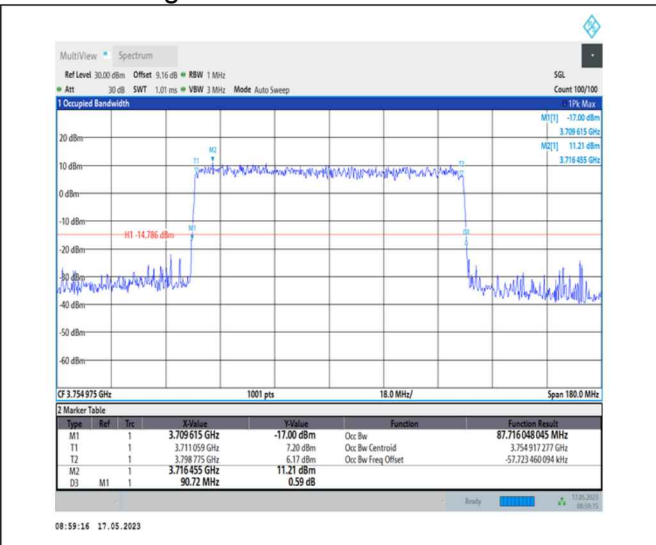 MultiView Spectrum
Ref Level 30.00 dBm Offset 9.16 dB RBW 1 MHz SGL
Att 30 dB SWT 1.01 ms VBW 3 MHz Mode Auto Sweep Count 100/100
1 Occupied Bandwidth 1Pk Max
M1[1] -17.00 dBm
3.709 615 GHz
M2[1] 11.21 dBm
3.716 455 GHz
20 dBm
M2
T1 T2
10 dBm
0 dBm
-10 dBm
M1
H1 -14.786 dBm D3
-20 dBm
-30 dBm
-40 dBm
-50 dBm
-60 dBm
CF 3.754 975 GHz 1001 pts 18.0 MHz/ Span 180.0 MHz
2 Marker Table
Type Ref Trc X-Value Y-Value Function Function Result
M1 1 3.709 615 GHz -17.00 dBm Occ Bw 87.716 048 045 MHz
T1 1 3.711 059 GHz 7.20 dBm Occ Bw Centroid 3.754 917 277 GHz
T2 1 3.798 775 GHz 6.17 dBm Occ Bw Freq Offset -57.723 460 094 kHz
M2 1 3.716 455 GHz 11.21 dBm
D3 M1 1 90.72 MHz 0.59 dB
Ready 17.05.2023
08:59:15
08:59:16 17.05.2023